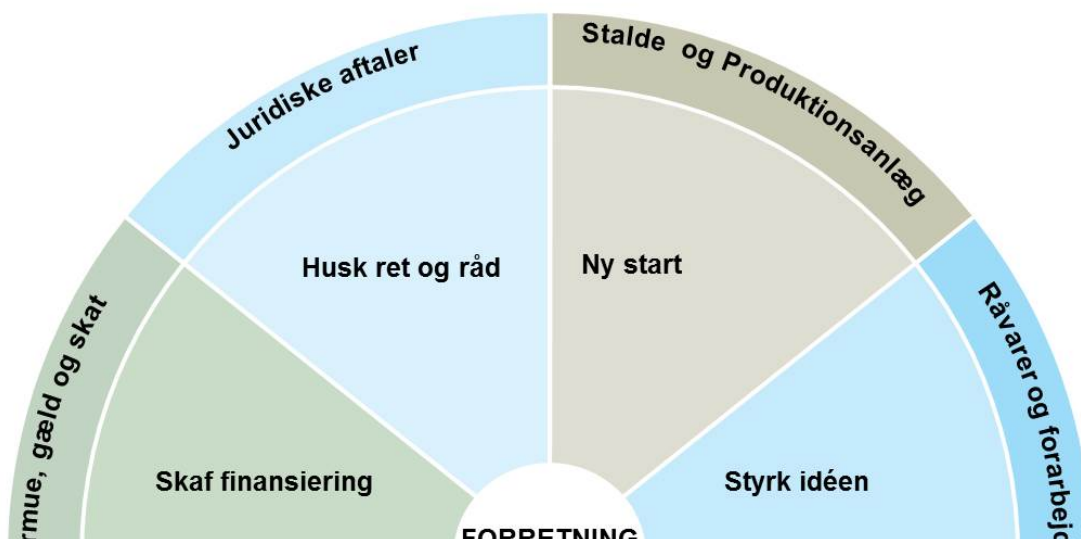 Juridiske aftaler
Stalde og Produktionsanlæg
Husk ret og råd
Ny start
gæld og skat
Råvarer og
Skaf finansiering
Styrk idéen
FORRETNING